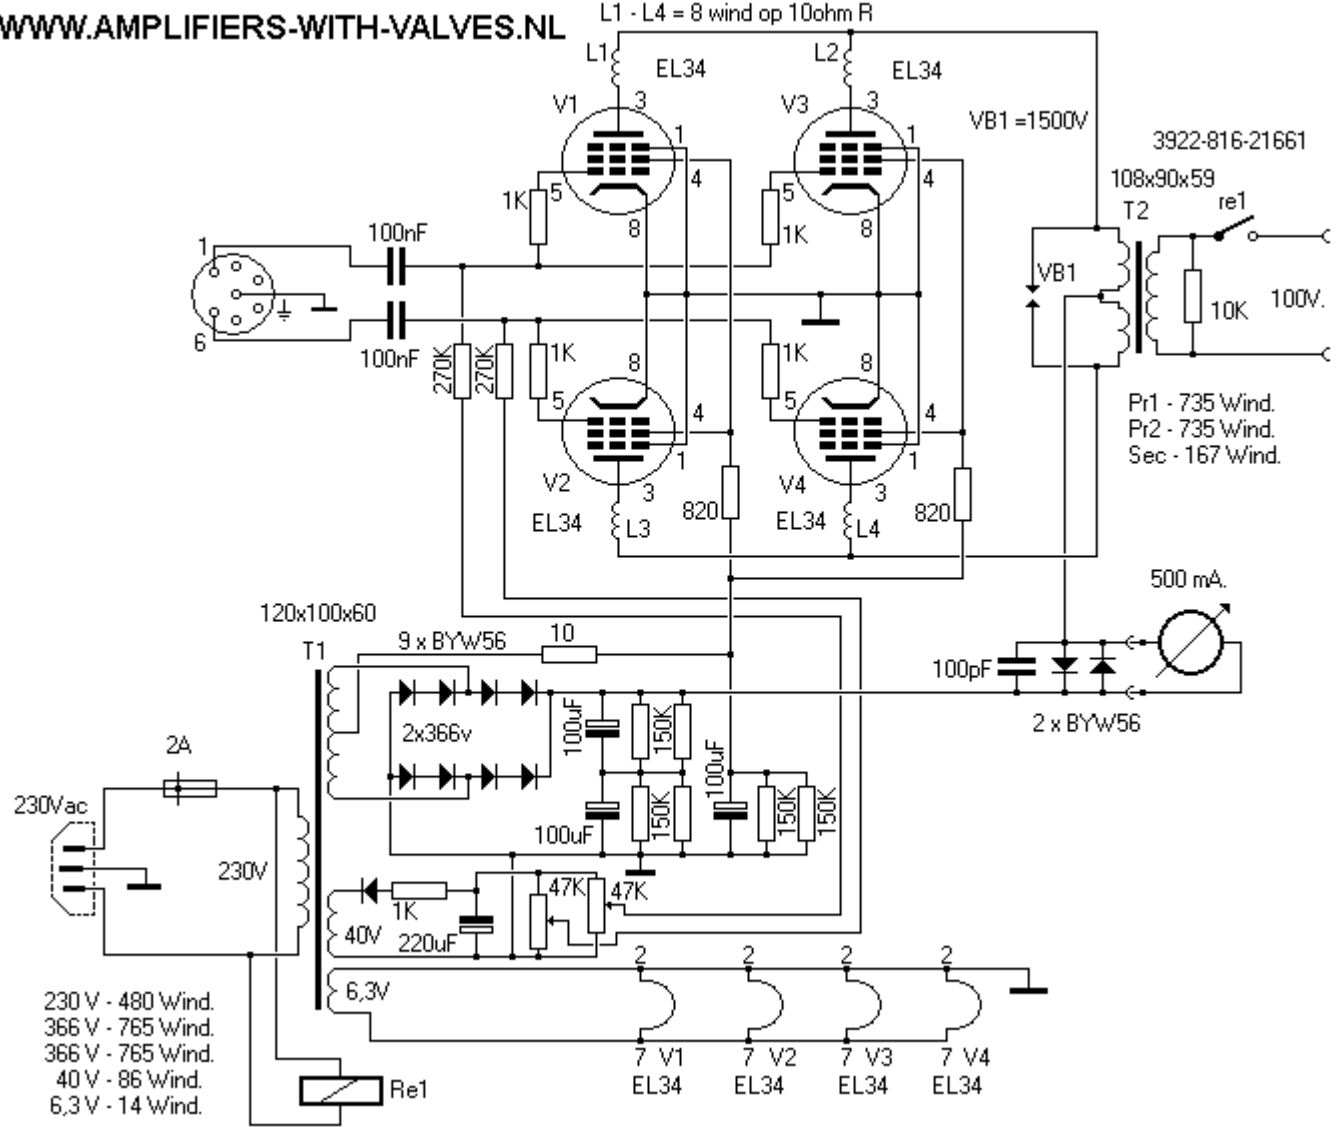 WWW.AMPLIFIERS-WITH-VALVES.NL
L1 - L4 = 8 wind op 10ohm R
L1
EL34
L2
EL34
V1
3
V3
3
VB1 =1500V
1
1
3922-816-21661
4
4
108x90x59
5
5
1K
1K
T2
re1
8
8
1
100nF
VB1
10K
100V.
6
100nF
270K
270K
1K
1K
8
8
5
5
4
4
Pr1 - 735 Wind.
Pr2 - 735 Wind.
Sec - 167 Wind.
1
1
V2
3
V4
3
820
820
EL34
L3
EL34
L4
500 mA.
120x100x60
T1
9 x BYW56
10
100pF
2 x BYW56
2x366v
100uF
150K
100uF
2A
230Vac
100uF
150K
150K
150K
230V
47K
47K
1K
40V
220uF
2
2
2
2
6,3V
230 V - 480 Wind.
366 V - 765 Wind.
366 V - 765 Wind.
40 V - 86 Wind.
6,3 V - 14 Wind.
7 V1
7 V2
7 V3
7 V4
EL34
EL34
EL34
EL34
Re1